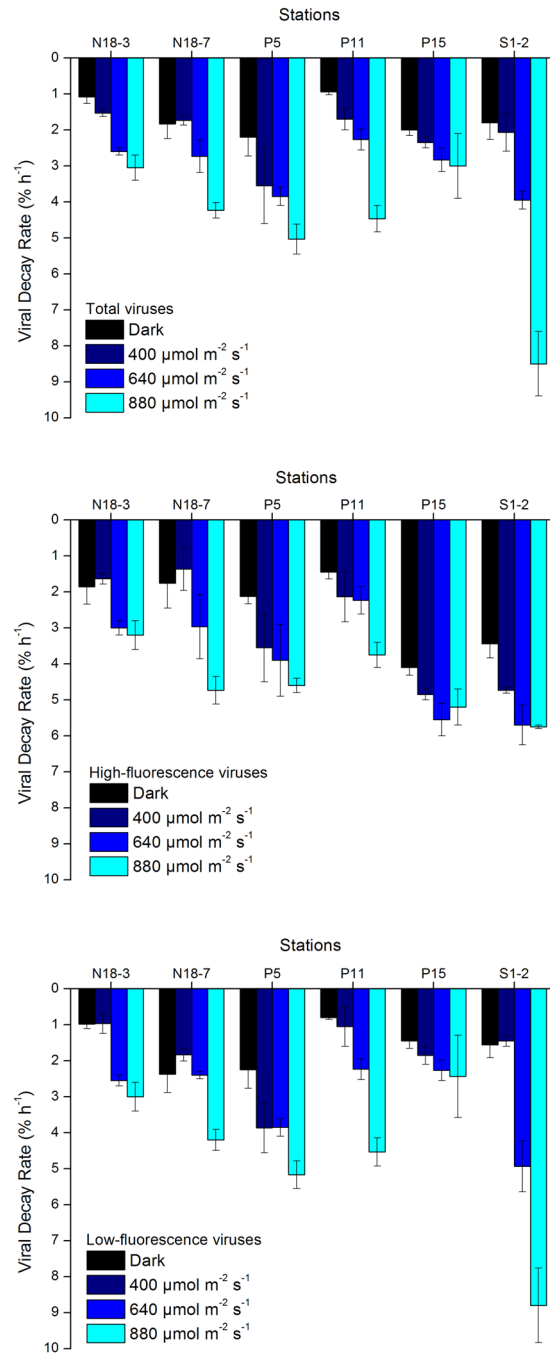 Stations
N18-3 N18-7 P5 P11 P15 S1-2
0
1
2
3
4
5
6
7
8
9
10
Viral Decay Rate (% h⁻¹)
Total viruses
Dark
400 µmol m⁻² s⁻¹
640 µmol m⁻² s⁻¹
880 µmol m⁻² s⁻¹
Stations
N18-3 N18-7 P5 P11 P15 S1-2
0
1
2
3
4
5
6
7
8
9
10
Viral Decay Rate (% h⁻¹)
High-fluorescence viruses
Dark
400 µmol m⁻² s⁻¹
640 µmol m⁻² s⁻¹
880 µmol m⁻² s⁻¹
Stations
N18-3 N18-7 P5 P11 P15 S1-2
0
1
2
3
4
5
6
7
8
9
10
Viral Decay Rate (% h⁻¹)
Low-fluorescence viruses
Dark
400 µmol m⁻² s⁻¹
640 µmol m⁻² s⁻¹
880 µmol m⁻² s⁻¹